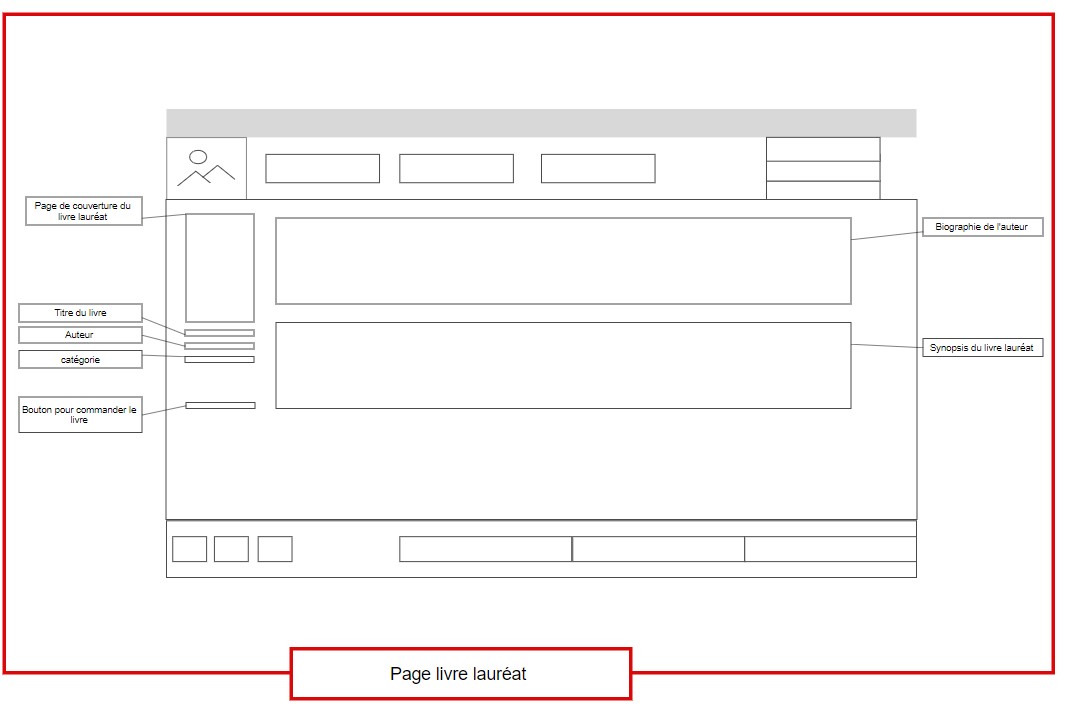 Page de couverture du
livre lauréat
Biographie de l'auteur
Titre du livre
Auteur
catégorie
Synopsis du livre lauréat
Bouton pour commander le
livre
Page livre lauréat